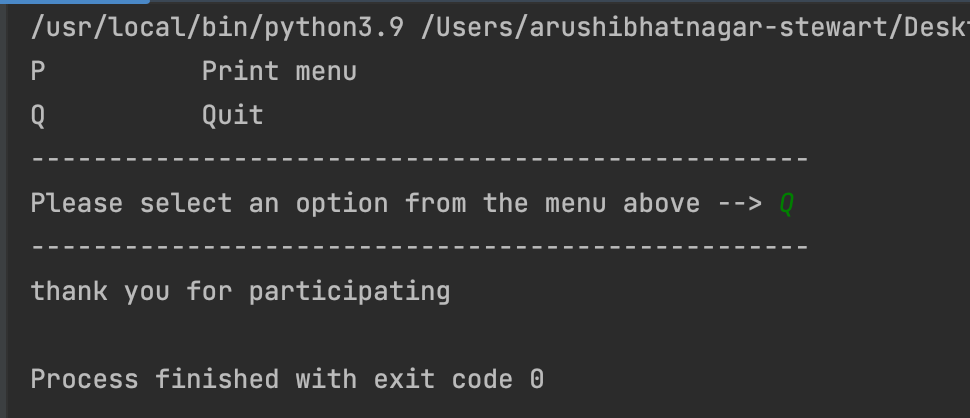 /usr/local/bin/python3.9 /Users/arushibhatnagar-stewart/Desk
P          Print menu
Q          Quit
--------------------------------------------------
Please select an option from the menu above --> Q
--------------------------------------------------
thank you for participating
Process finished with exit code 0